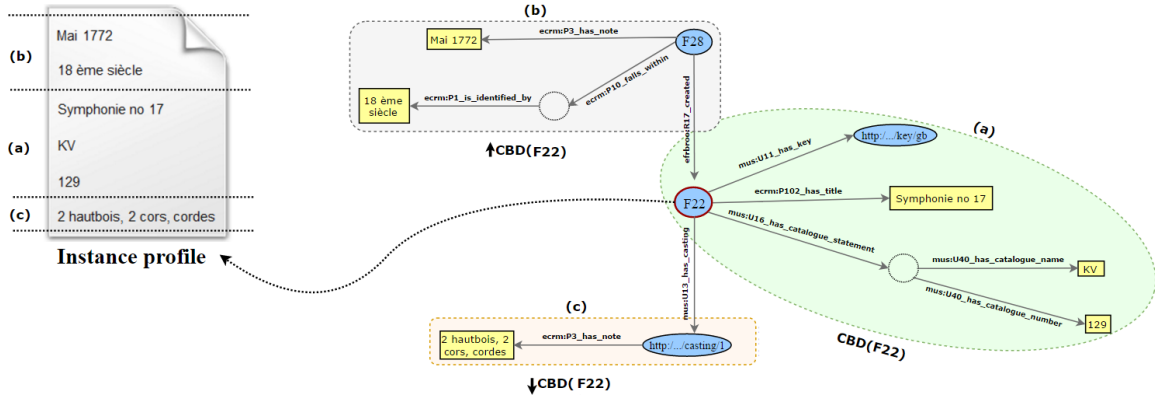 (b)
Mai 1772
18 ème siècle
(a)
Symphonie no 17
KV
129
(c)
2 hautbois, 2 cors, cordes
Instance profile
(b)
Mai 1772
ecrm:P3_has_note
F28
ecrm:P10_falls_within
18 ème
siècle
ecrm:P1_is_identified_by
CBD(F22)
efrbroo:R17_created
(a)
mus:U11_has_key
http:/.../key/gb
F22
ecrm:P102_has_title
Symphonie no 17
mus:U16_has_catalogue_statement
mus:U40_has_catalogue_name
KV
mus:U40_has_catalogue_number
129
CBD(F22)
mus:U13_has_casting
(c)
2 hautbois, 2
cors, cordes
ecrm:P3_has_note
http:/.../casting/1
CBD( F22)